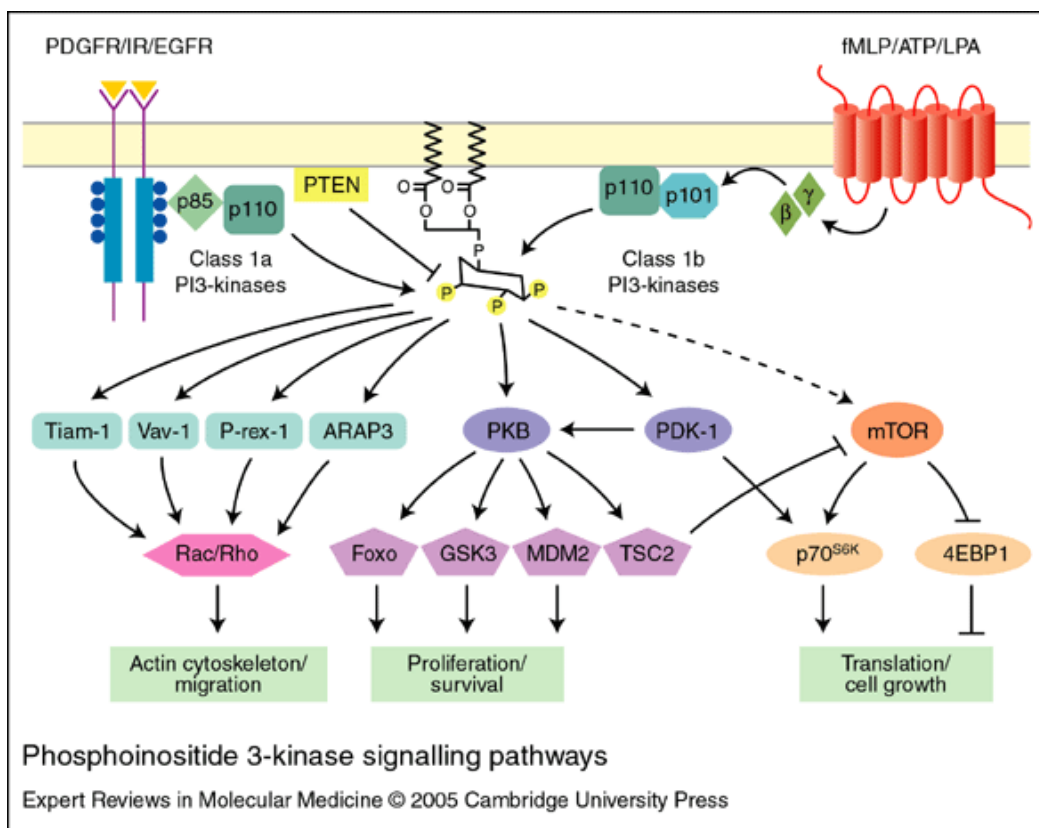 PDGFR/IR/EGFR
fMLP/ATP/LPA
p85
p110
PTEN
O
O
O
O
P
p110
p101
β
γ
Class 1a
PI3-kinases
Class 1b
PI3-kinases
P
P
P
Tiam-1
Vav-1
P-rex-1
ARAP3
PKB
PDK-1
mTOR
Rac/Rho
Foxo
GSK3
MDM2
TSC2
p70S6K
4EBP1
Actin cytoskeleton/
migration
Proliferation/
survival
Translation/
cell growth
Phosphoinositide 3-kinase signalling pathways
Expert Reviews in Molecular Medicine © 2005 Cambridge University Press